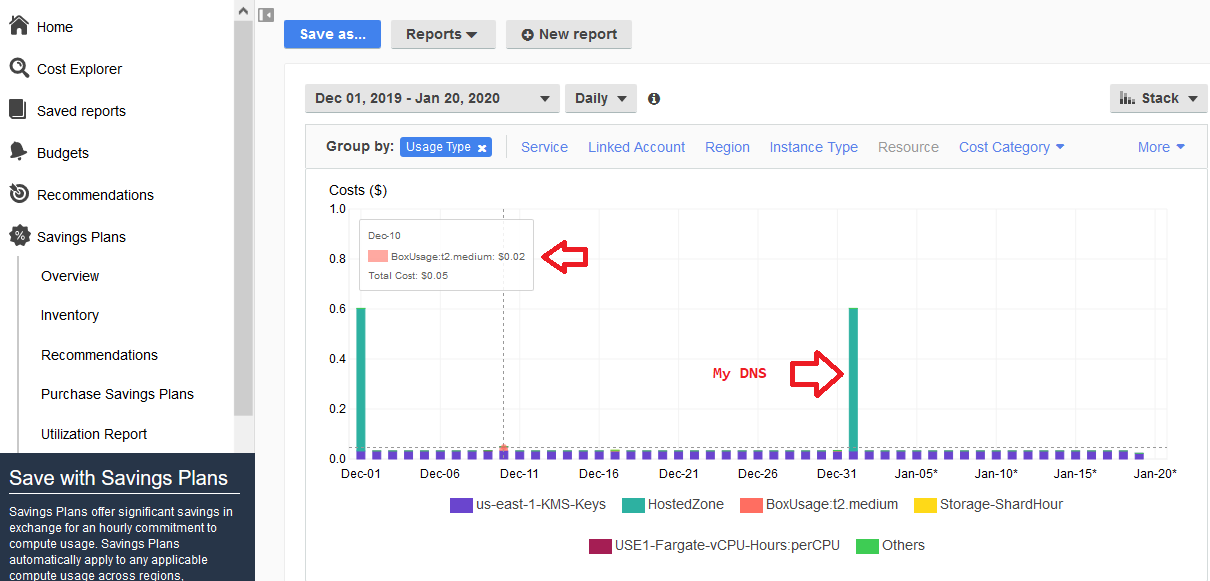 Home
Cost Explorer
Saved reports
Budgets
Recommendations
Savings Plans
Overview
Inventory
Recommendations
Purchase Savings Plans
Utilization Report
Save with Savings Plans
Savings Plans offer significant savings in
exchange for an hourly commitment to
compute usage. Savings Plans
automatically apply to any applicable
compute usage across regions,
Save as... Reports New report
Dec 01, 2019 - Jan 20, 2020 Daily Stack
Group by: Usage Type Service Linked Account Region Instance Type Resource Cost Category More
Costs ($)
1.0
0.8
0.6
0.4
0.2
0.0
Dec-10
BoxUsage:t2.medium: $0.02
Total Cost: $0.05
My DNS
Dec-01 Dec-06 Dec-11 Dec-16 Dec-21 Dec-26 Dec-31 Jan-05* Jan-10* Jan-15* Jan-20*
us-east-1-KMS-Keys HostedZone BoxUsage:t2.medium Storage-ShardHour
USE1-Fargate-vCPU-Hours:perCPU Others